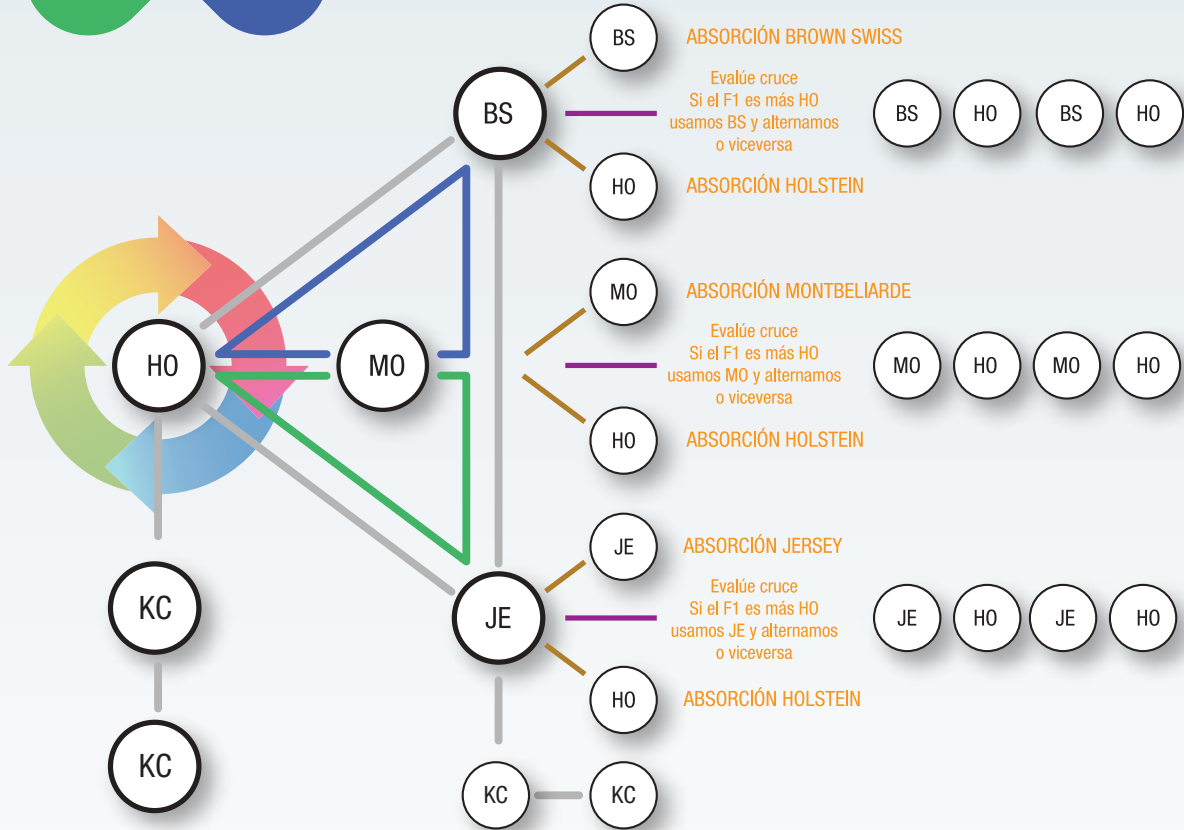 BS
ABSORCIÓN BROWN SWISS
BS
Evalúe cruce
Si el F1 es más HO
usamos BS y alternamos
o viceversa
BS HO BS HO
HO
ABSORCIÓN HOLSTEIN
MO
ABSORCIÓN MONTBELIARDE
HO
MO
Evalúe cruce
Si el F1 es más HO
usamos MO y alternamos
o viceversa
MO HO MO HO
HO
ABSORCIÓN HOLSTEIN
JE
ABSORCIÓN JERSEY
KC
JE
Evalúe cruce
Si el F1 es más HO
usamos JE y alternamos
o viceversa
JE HO JE HO
HO
ABSORCIÓN HOLSTEIN
KC
KC
KC